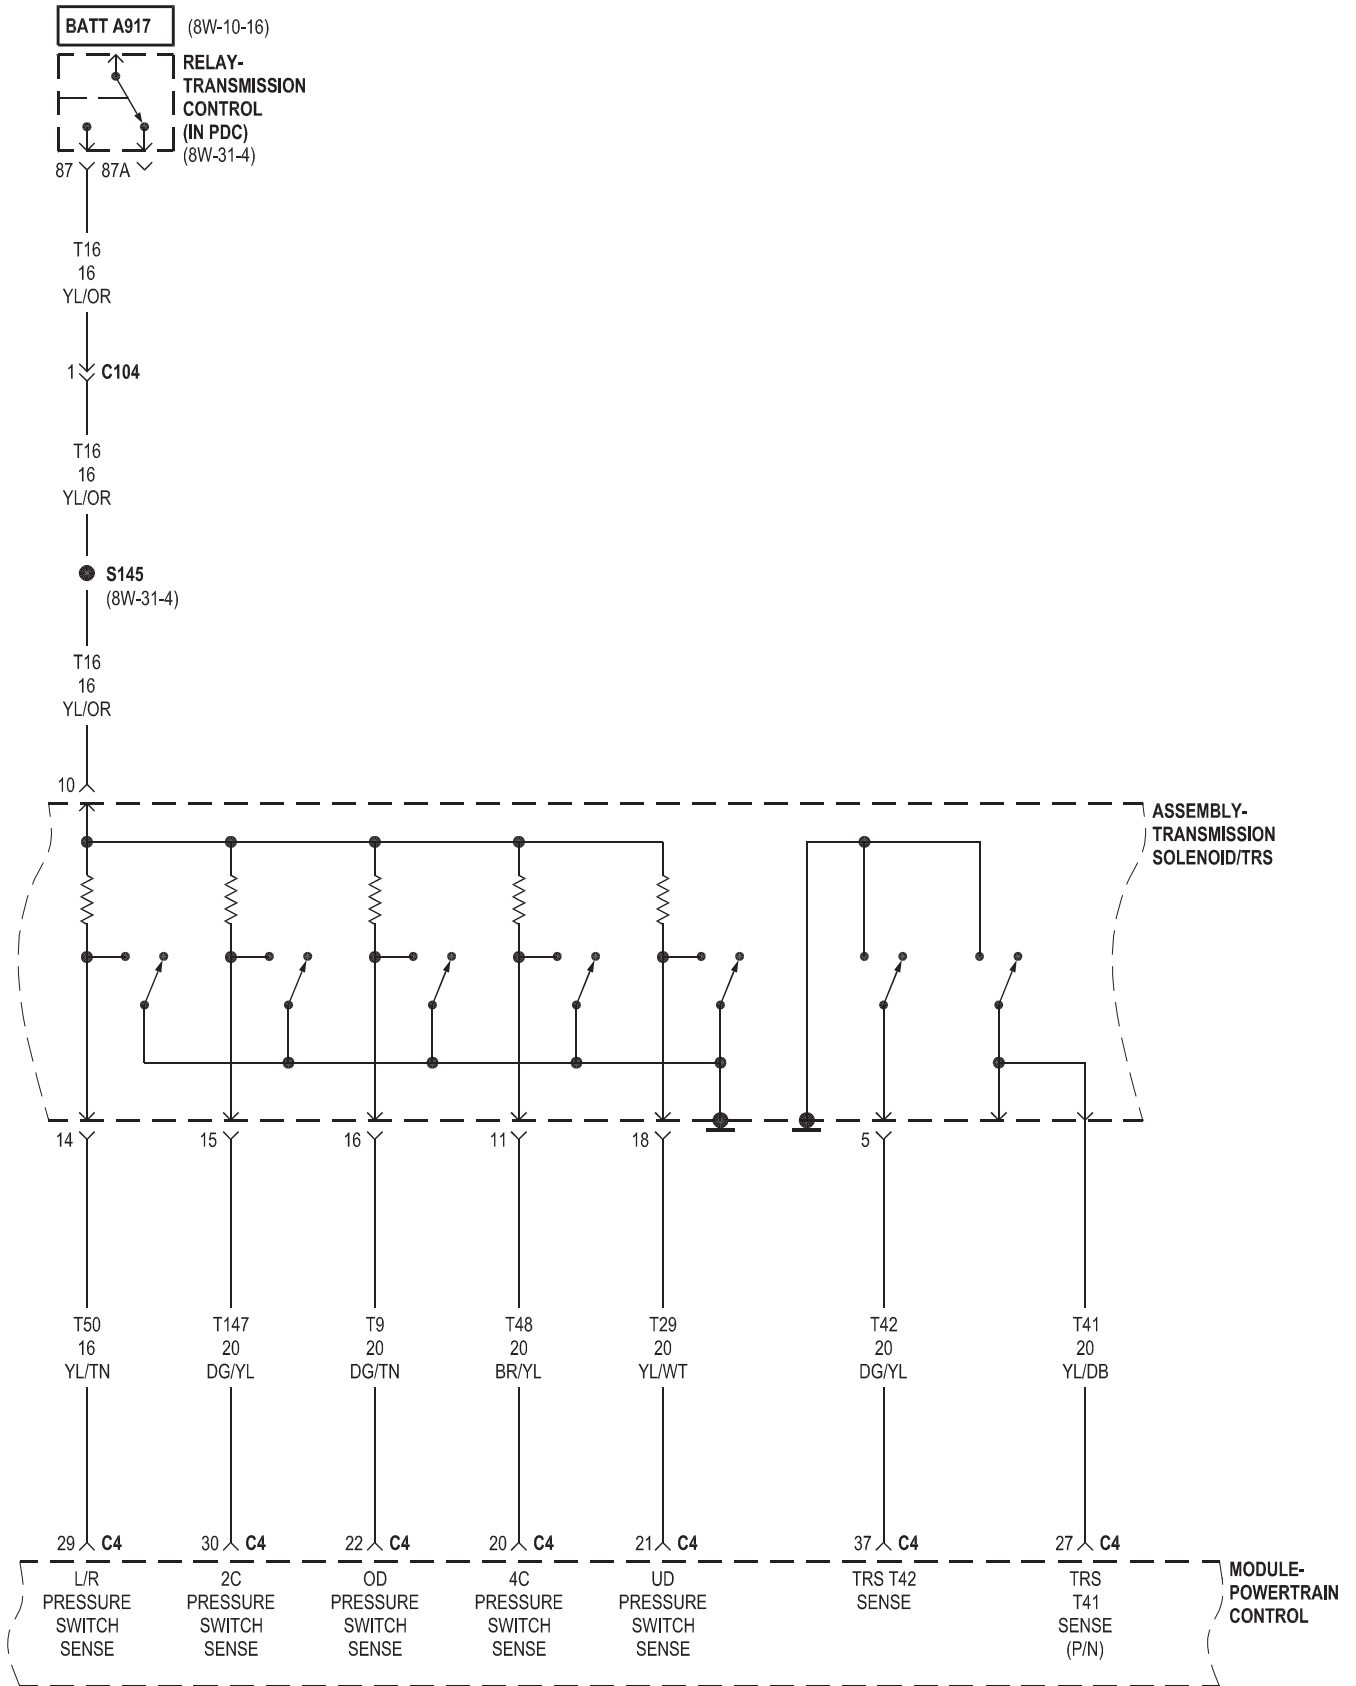 BATT A917 (8W-10-16)
RELAY-
TRANSMISSION
CONTROL
(IN PDC)
(8W-31-4)
87 87A
T16
16
YL/OR
1 C104
T16
16
YL/OR
S145
(8W-31-4)
T16
16
YL/OR
10
ASSEMBLY-
TRANSMISSION
SOLENOID/TRS
14 15 16 11 18 5
T50 T147 T9 T48 T29 T42 T41
16 20 20 20 20 20 20
YL/TN DG/YL DG/TN BR/YL YL/WT DG/YL YL/DB
29 C4 30 C4 22 C4 20 C4 21 C4 37 C4 27 C4
L/R
PRESSURE
SWITCH
SENSE
2C
PRESSURE
SWITCH
SENSE
OD
PRESSURE
SWITCH
SENSE
4C
PRESSURE
SWITCH
SENSE
UD
PRESSURE
SWITCH
SENSE
TRS T42
SENSE
TRS
T41
SENSE
(P/N)
MODULE-
POWERTRAIN
CONTROL